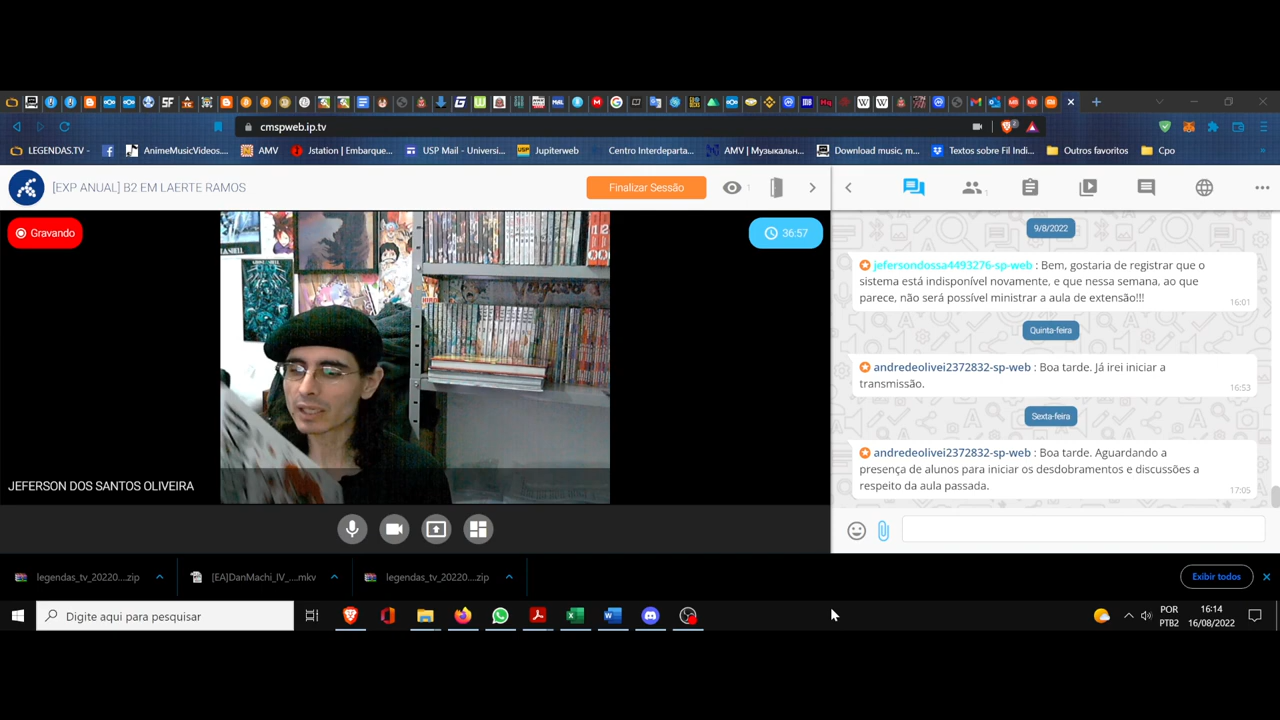 cmspweb.ip.tv
2
LEGENDAS.TV -
AnimeMusicVideos...
AMV
Jstation | Embarque...
USP Mail - Universi...
Jupiterweb
Centro Interdeparta...
AMV | Музыкальн...
Download music, m...
Textos sobre Fil Indi...
Outros favoritos
Cpo
[EXP ANUAL] B2 EM LAERTE RAMOS
Finalizar Sessão
1
1
Gravando
36:57
JEFERSON DOS SANTOS OLIVEIRA
9/8/2022
jefersondossa4493276-sp-web : Bem, gostaria de registrar que o
sistema está indisponível novamente, e que nessa semana, ao que
parece, não será possível ministrar a aula de extensão!!!
16:01
Quinta-feira
andredeolivei2372832-sp-web : Boa tarde. Já irei iniciar a
transmissão.
16:53
Sexta-feira
andredeolivei2372832-sp-web : Boa tarde. Aguardando a
presença de alunos para iniciar os desdobramentos e discussões a
respeito da aula passada.
17:05
legendas_tv_20220....zip
[EA]DanMachi_IV_....mkv
legendas_tv_20220....zip
Exibir todos
Digite aqui para pesquisar
POR
PTB2
16:14
16/08/2022